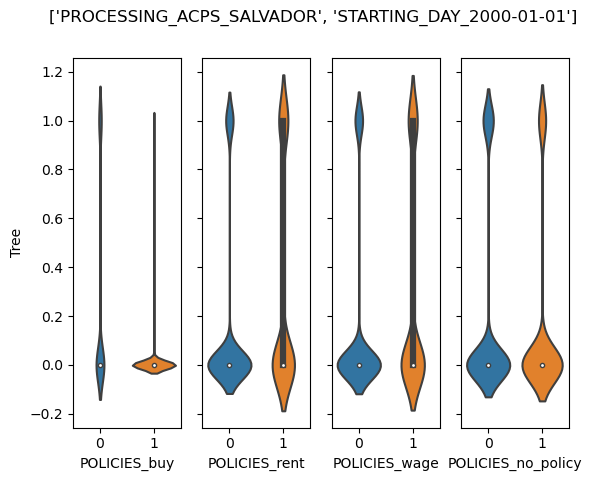 ['PROCESSING_ACPS_SALVADOR', 'STARTING_DAY_2000-01-01']
1.2
1.0
0.8
0.6
0.4
0.2
0.0
−0.2
Tree
0 1 0 1 0 1 0 1
POLICIES_buy POLICIES_rent POLICIES_wage POLICIES_no_policy